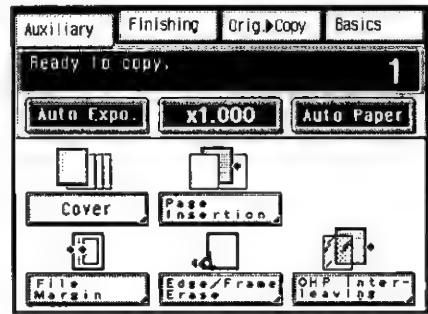 Auxiliary Finishing Orig.▶Copy Basics
Ready to copy. 1
Auto Expo. x1.000 Auto Paper
Cover Page
Insertion
File
Margin Edge/Frame
Erase OHP Inter-
leaving